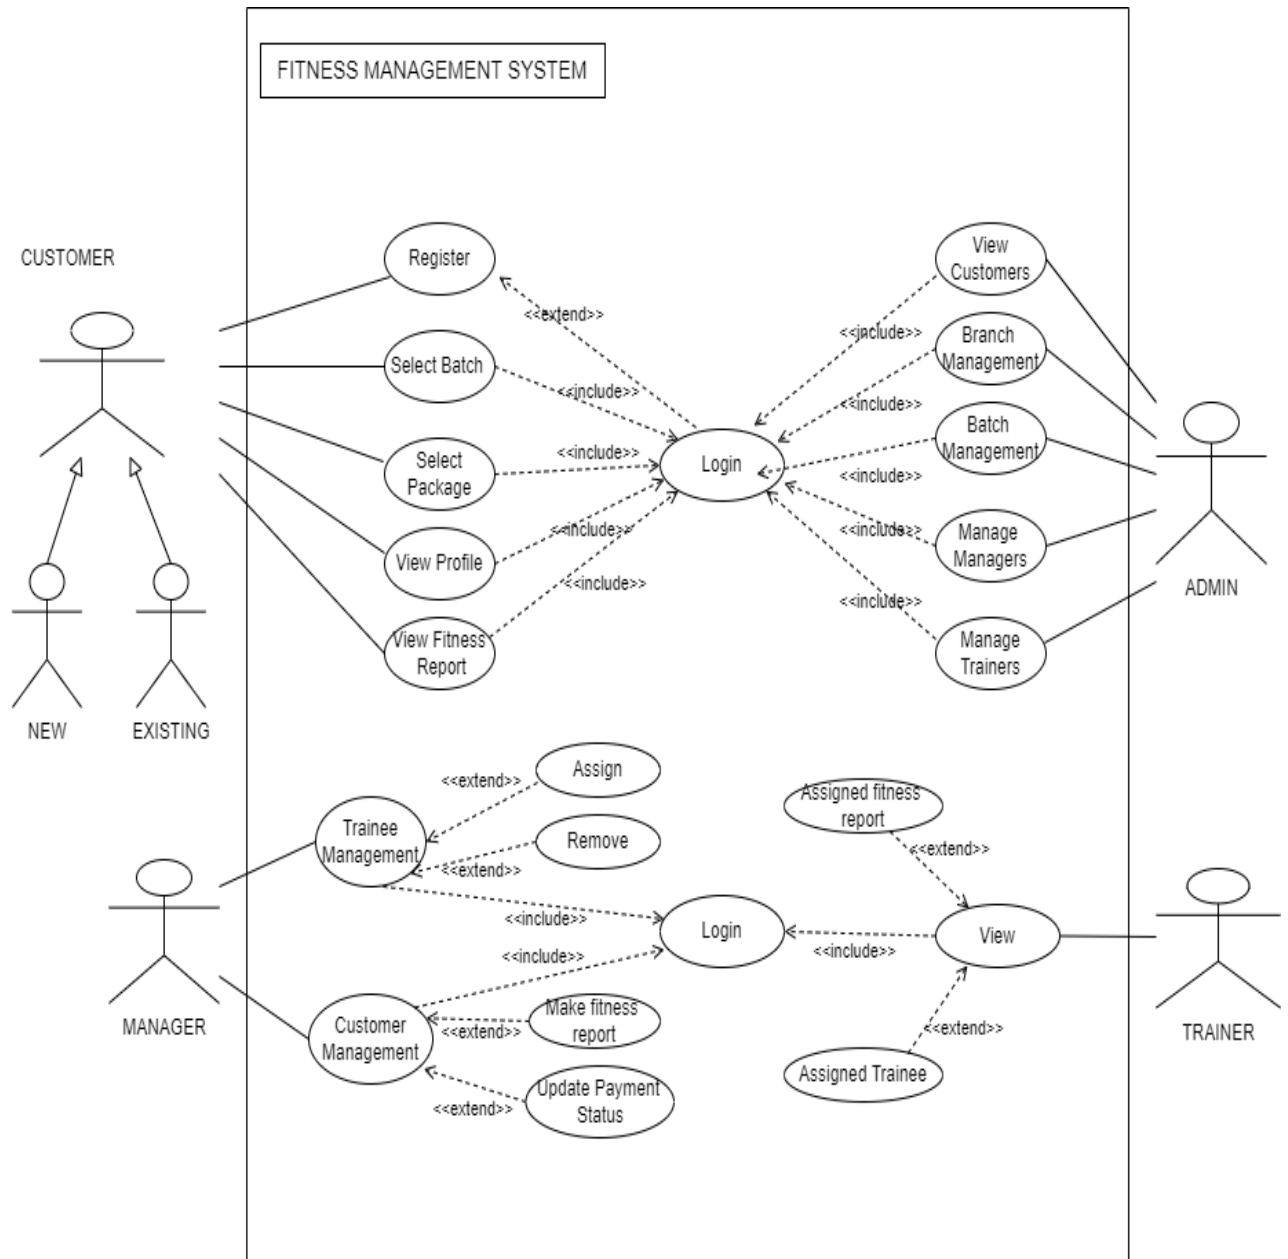 FITNESS MANAGEMENT SYSTEM
CUSTOMER
Register
<<extend>>
Select Batch
<<include>>
Select
Package
<<include>>
View Profile
<<include>>
View Fitness
Report
<<include>>
Login
View
Customers
<<include>>
Branch
Management
<<include>>
Batch
Management
<<include>>
Manage
Managers
<<include>>
Manage
Trainers
<<include>>
ADMIN
NEW
EXISTING
Assign
<<extend>>
Trainee
Management
Remove
<<extend>>
<<include>>
Login
<<include>>
MANAGER
Customer
Management
Make fitness
report
<<extend>>
Update Payment
Status
<<extend>>
Assigned fitness
report
<<extend>>
View
<<include>>
<<extend>>
Assigned Trainee
TRAINER